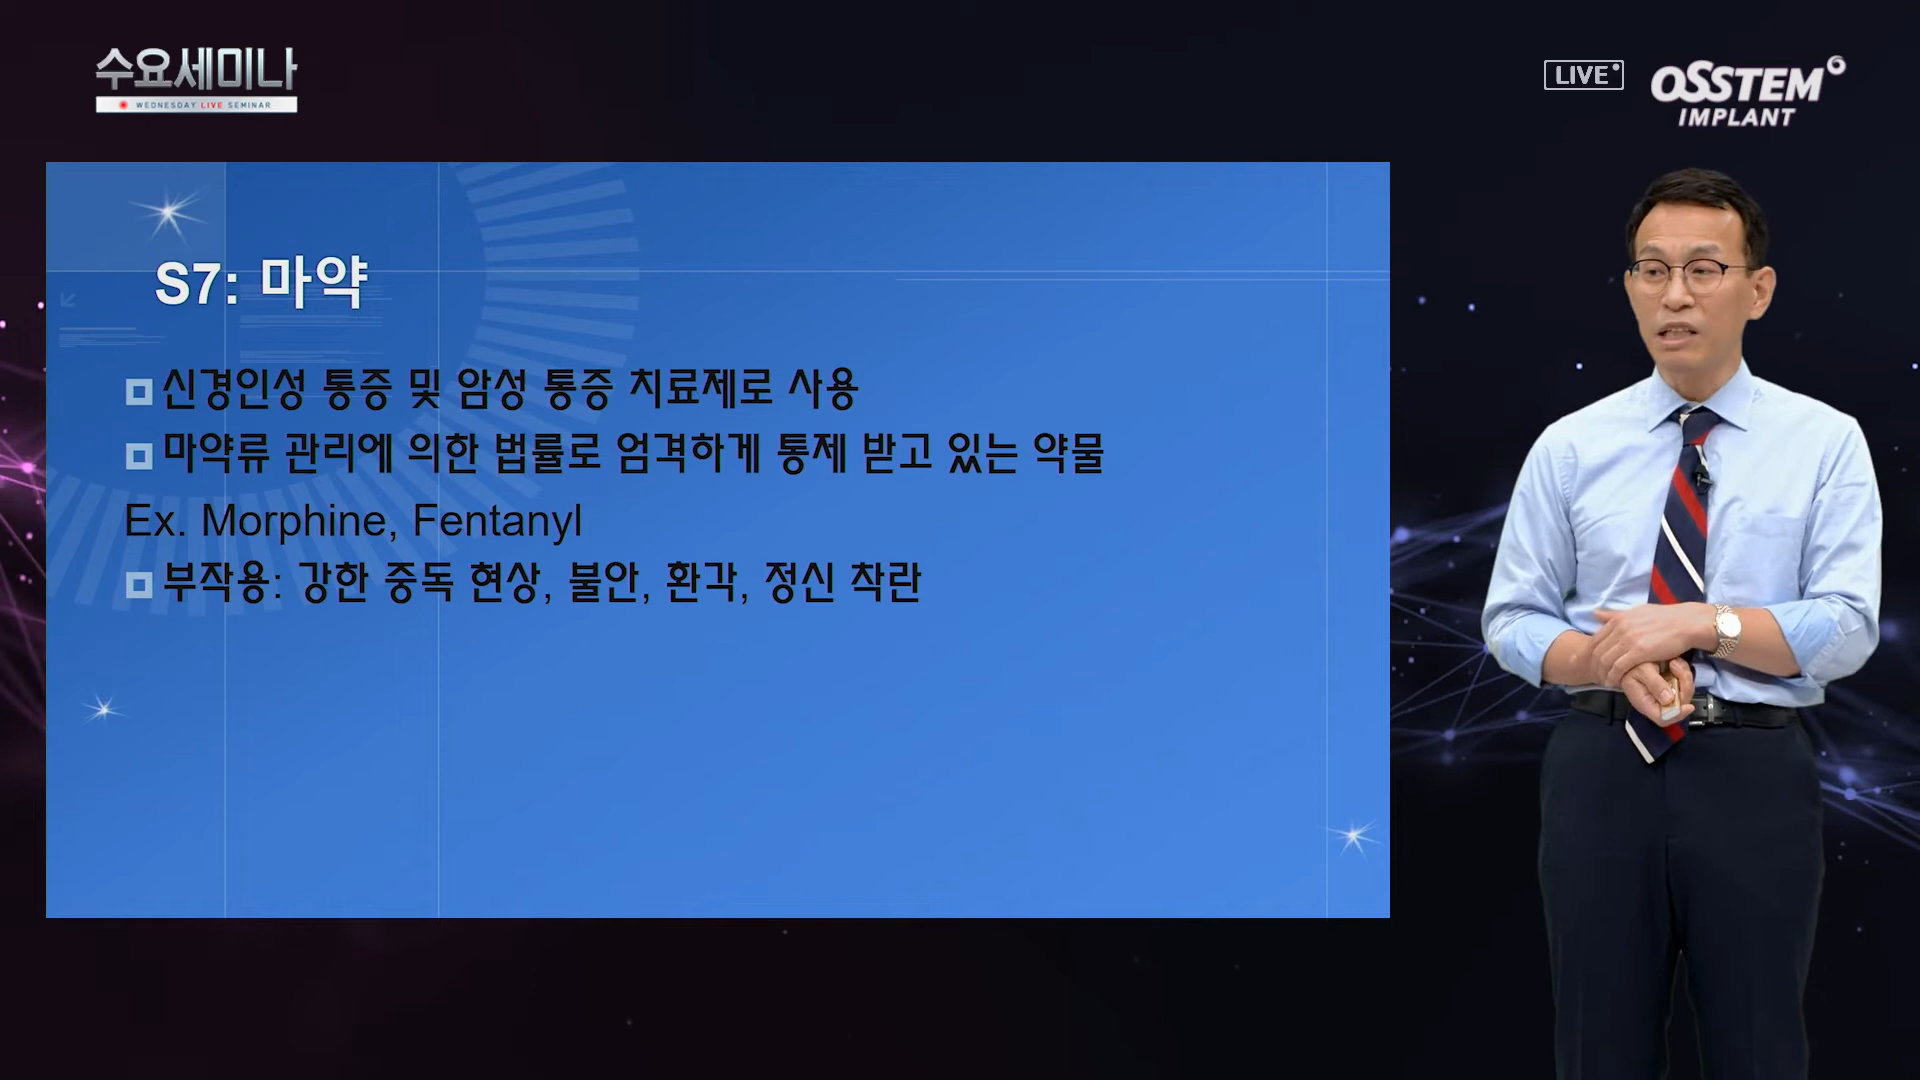 수요세미나
WEDNESDAY LIVE SEMINAR
LIVE
OSSTEM
IMPLANT
S7: 마약
신경인성 통증 및 암성 통증 치료제로 사용
마약류 관리에 의한 법률로 엄격하게 통제 받고 있는 약물
Ex. Morphine, Fentanyl
부작용: 강한 중독 현상, 불안, 환각, 정신 착란